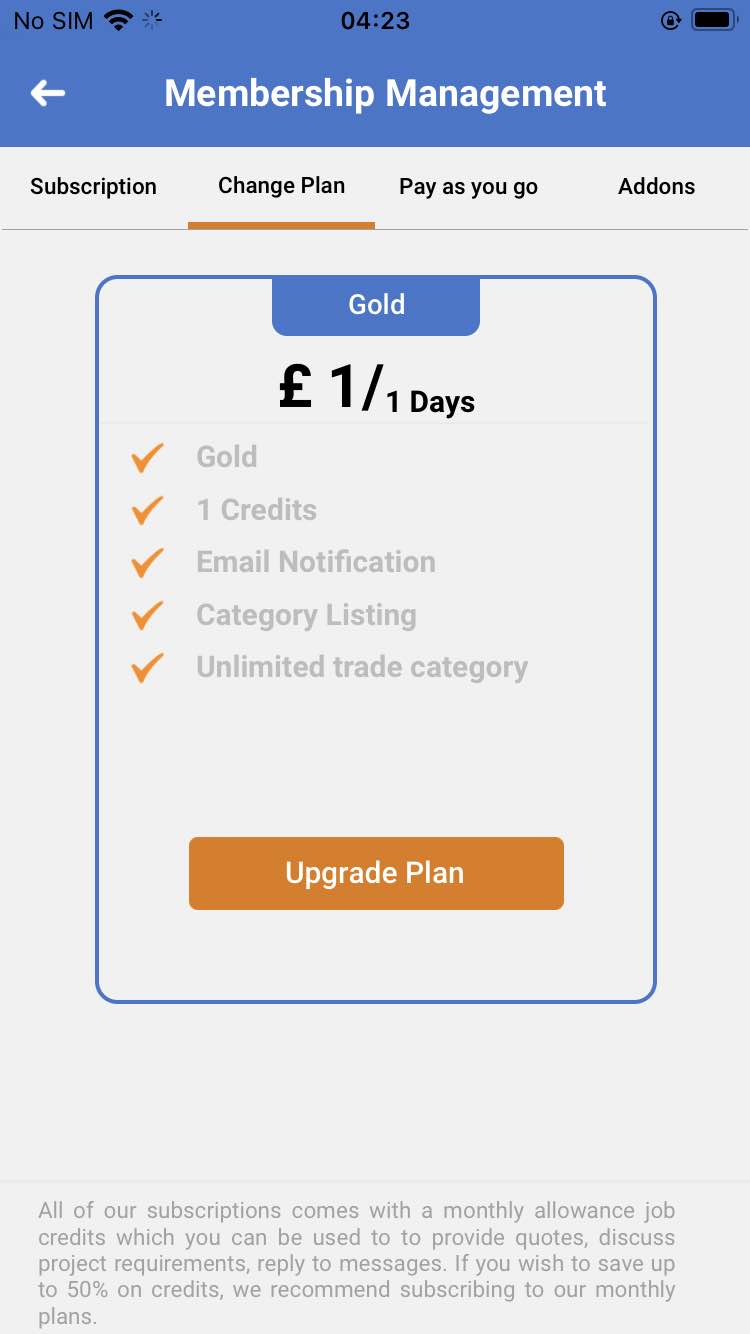 No SIM 04:23
Membership Management
Subscription Change Plan Pay as you go Addons
Gold
£ 1/1 Days
Gold
1 Credits
Email Notification
Category Listing
Unlimited trade category
Upgrade Plan
All of our subscriptions comes with a monthly allowance job
credits which you can be used to to provide quotes, discuss
project requirements, reply to messages. If you wish to save up
to 50% on credits, we recommend subscribing to our monthly
plans.